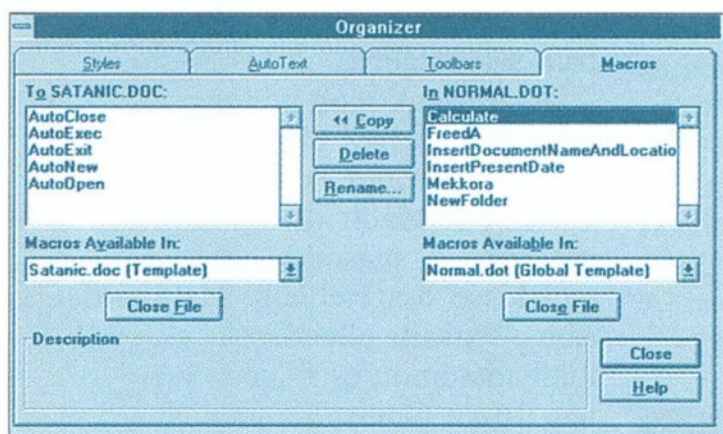 Organizer
Styles
AutoText
Toolbars
Macros
To SATANIC.DOC:
AutoClose
AutoExec
AutoExit
AutoNew
AutoOpen
<< Copy
Delete
Rename...
In NORMAL.DOT:
Calculate
FreedA
InsertDocumentNameAndLocatio
InsertPresentDate
Mekkora
NewFolder
Macros Available In:
Satanic.doc (Template)
Close File
Macros Available In:
Normal.dot (Global Template)
Close File
Description
Close
Help